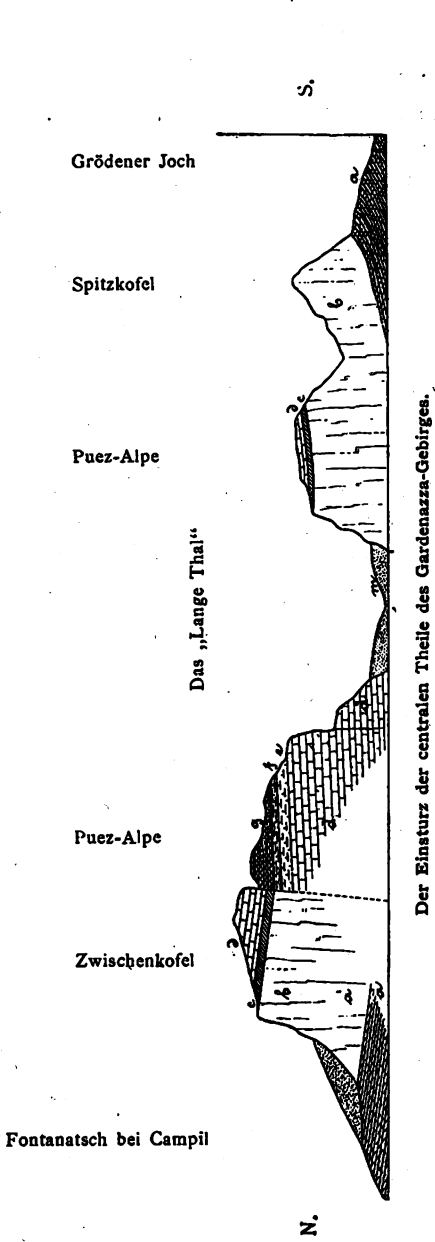 S.
Grödener Joch
a
Spitzkofel
b
c
d
Puez-Alpe
m
Das „Lange Thal“
d
e
f
g
Puez-Alpe
d
d
Zwischenkofel
c
b
a
a
Fontanatsch bei Campil
N.
Der Einsturz der centralen Theile des Gardenazza-Gebirges.